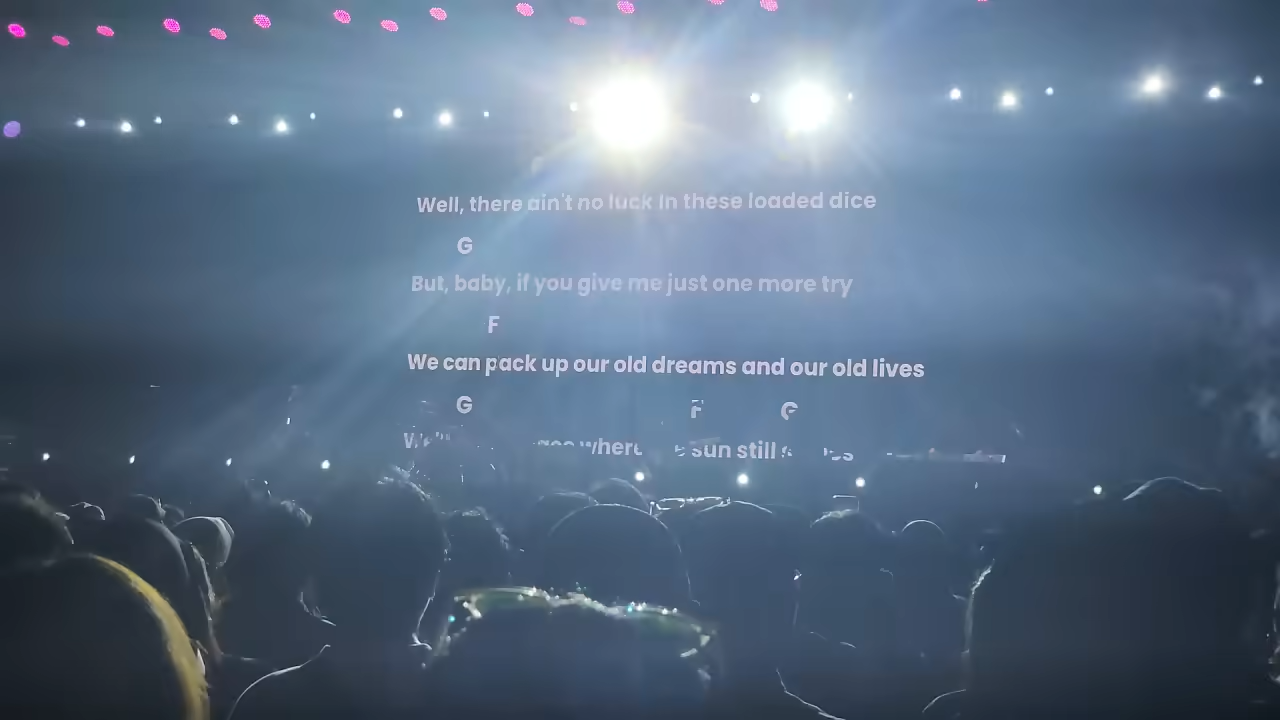 Well, there ain't no luck In these loaded dice
G
But, baby, if you give me just one more try
F
We can pack up our old dreams and our old lives
G F G
where sun still